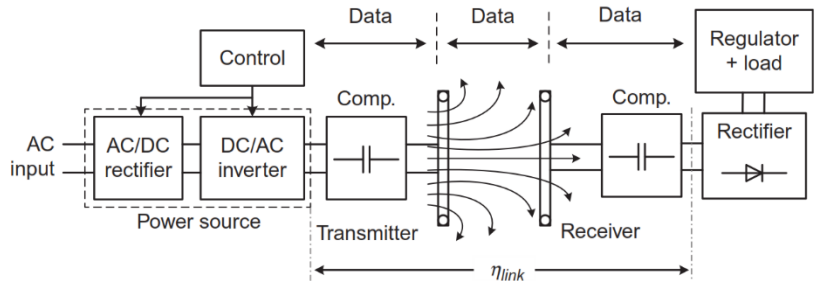 Data
Data
Data
Regulator
+ load
Control
Comp.
Comp.
AC
input
AC/DC
rectifier
DC/AC
inverter
Rectifier
Power source
Transmitter
Receiver
ηlink